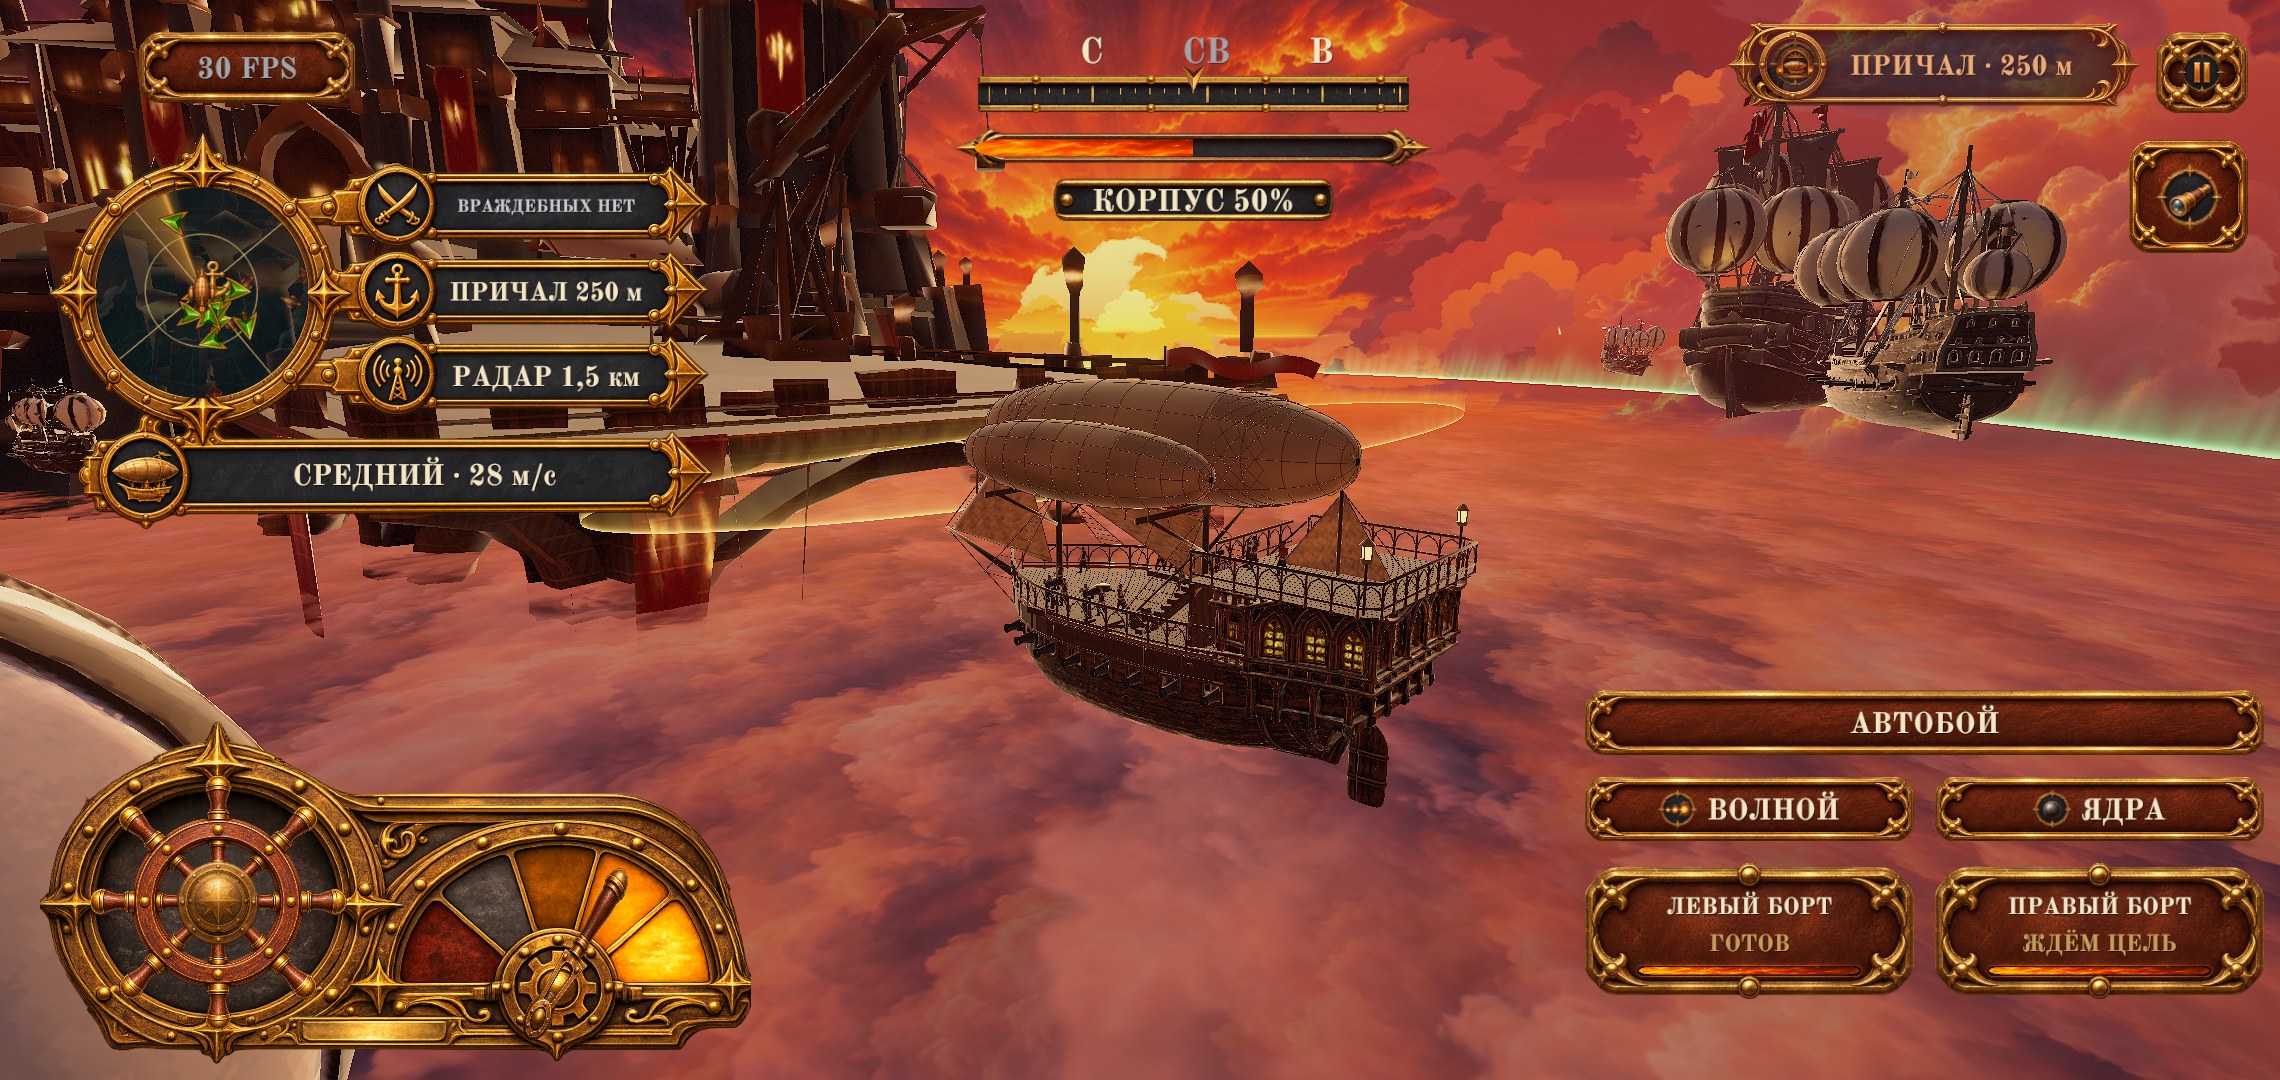 30 FPS
С СВ В
ПРИЧАЛ · 250 м
КОРПУС 50%
ВРАЖДЕБНЫХ НЕТ
ПРИЧАЛ 250 м
РАДАР 1,5 км
СРЕДНИЙ · 28 м/с
АВТОБОЙ
ВОЛНОЙ
ЯДРА
ЛЕВЫЙ БОРТ
ГОТОВ
ПРАВЫЙ БОРТ
ЖДЁМ ЦЕЛЬ